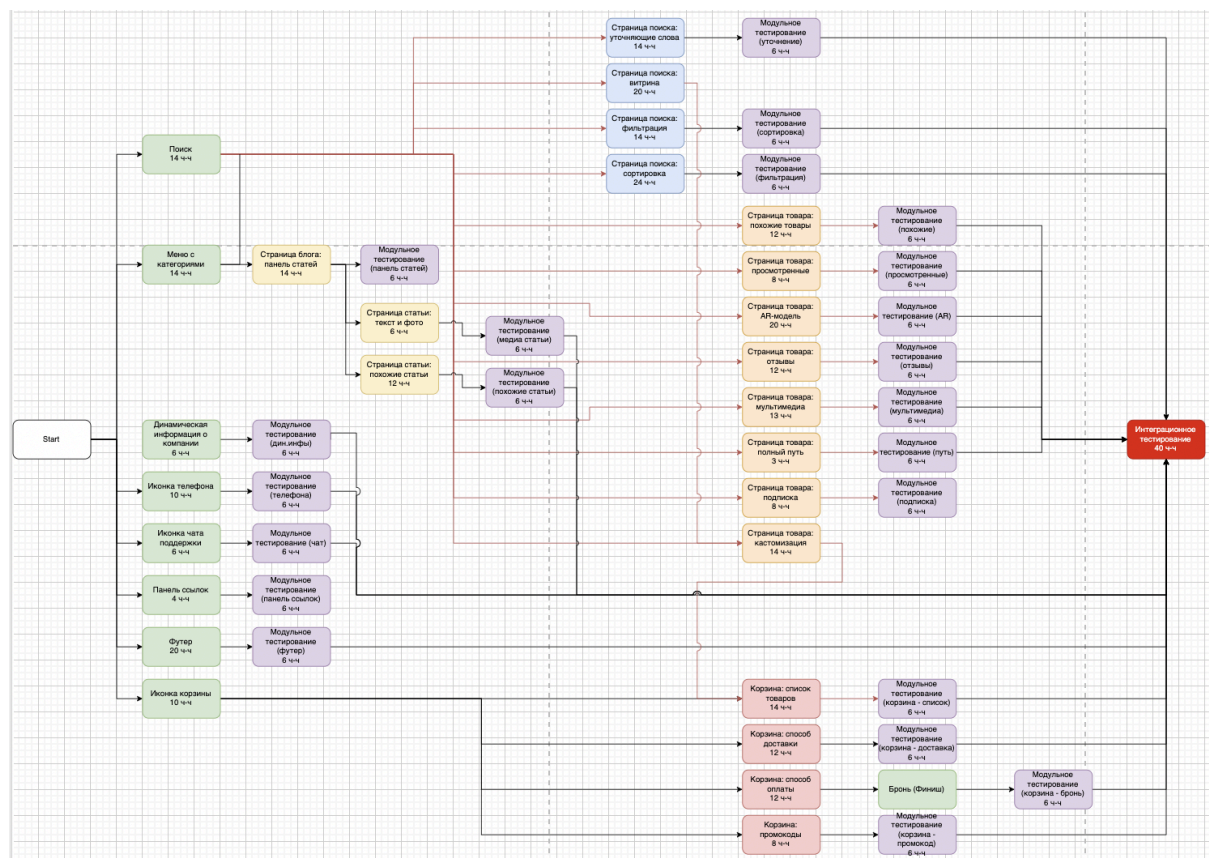 Страница поиска:
уточняющие слова
14 ч-ч
Модульное
тестирование
(уточнение)
6 ч-ч
Страница поиска:
витрина
20 ч-ч
Страница поиска:
фильтрация
14 ч-ч
Модульное
тестирование
(сортировка)
6 ч-ч
Поиск
14 ч-ч
Страница поиска:
сортировка
24 ч-ч
Модульное
тестирование
(фильтрация)
6 ч-ч
Страница товара:
похожие товары
12 ч-ч
Модульное
тестирование
(похожие)
6 ч-ч
Меню с
категориями
14 ч-ч
Страница блога:
панель статей
14 ч-ч
Модульное
тестирование
(панель статей)
6 ч-ч
Страница товара:
просмотренные
8 ч-ч
Модульное
тестирование
(просмотренные)
6 ч-ч
Страница статьи:
текст и фото
6 ч-ч
Модульное
тестирование
(медиа статьи)
6 ч-ч
Страница товара:
AR-модель
20 ч-ч
Модульное
тестирование (AR)
6 ч-ч
Страница статьи:
похожие статьи
12 ч-ч
Модульное
тестирование
(похожие статьи)
6 ч-ч
Страница товара:
отзывы
12 ч-ч
Модульное
тестирование
(отзывы)
6 ч-ч
Страница товара:
мультимедиа
13 ч-ч
Модульное
тестирование
(мультимедиа)
6 ч-ч
Start
Динамическая
информация о
компании
6 ч-ч
Модульное
тестирование
(дин.инфы)
6 ч-ч
Страница товара:
полный путь
3 ч-ч
Модульное
тестирование (путь)
6 ч-ч
Интеграционное
тестирование
40 ч-ч
Иконка телефона
10 ч-ч
Модульное
тестирование
(телефона)
6 ч-ч
Страница товара:
подписка
8 ч-ч
Модульное
тестирование
(подписка)
6 ч-ч
Иконка чата
поддержки
6 ч-ч
Модульное
тестирование (чат)
6 ч-ч
Страница товара:
кастомизация
14 ч-ч
Панель ссылок
4 ч-ч
Модульное
тестирование
(панель ссылок)
6 ч-ч
Футер
20 ч-ч
Модульное
тестирование
(футер)
6 ч-ч
Иконка корзины
10 ч-ч
Корзина: список
товаров
14 ч-ч
Модульное
тестирование
(корзина - список)
6 ч-ч
Корзина: способ
доставки
12 ч-ч
Модульное
тестирование
(корзина - доставка)
6 ч-ч
Корзина: способ
оплаты
12 ч-ч
Бронь (Финиш)
Модульное
тестирование
(корзина - бронь)
6 ч-ч
Корзина:
промокоды
8 ч-ч
Модульное
тестирование
(корзина -
промокод)
6 ч-ч